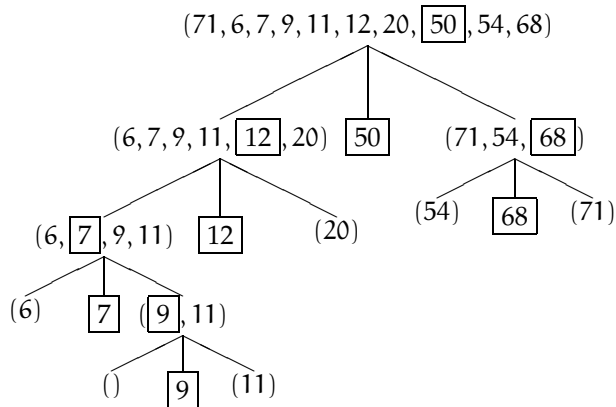 (71, 6, 7, 9, 11, 12, 20, 50, 54, 68)
(6, 7, 9, 11, 12, 20) 50 (71, 54, 68)
(54) 68 (71)
(6, 7, 9, 11) 12 (20)
(6) 7 (9, 11)
() 9 (11)